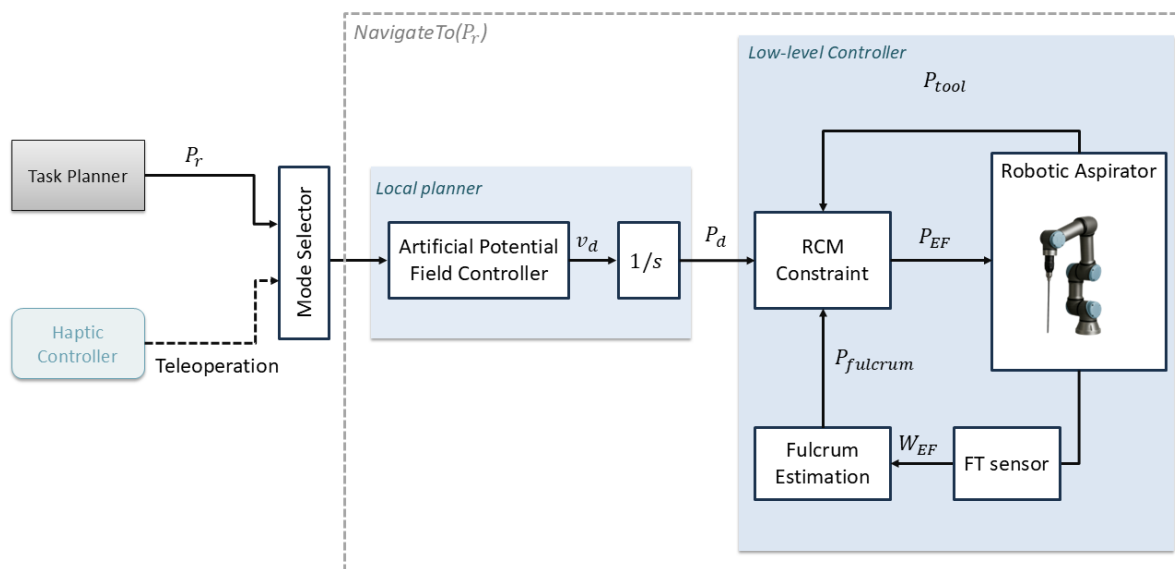 NavigateTo(P_r)
Low-level Controller
P_tool
Task Planner
P_r
Mode Selector
Local planner
Artificial Potential
Field Controller
v_d
1/s
P_d
RCM
Constraint
P_EF
Robotic Aspirator
Haptic
Controller
Teleoperation
P_fulcrum
Fulcrum
Estimation
W_EF
FT sensor